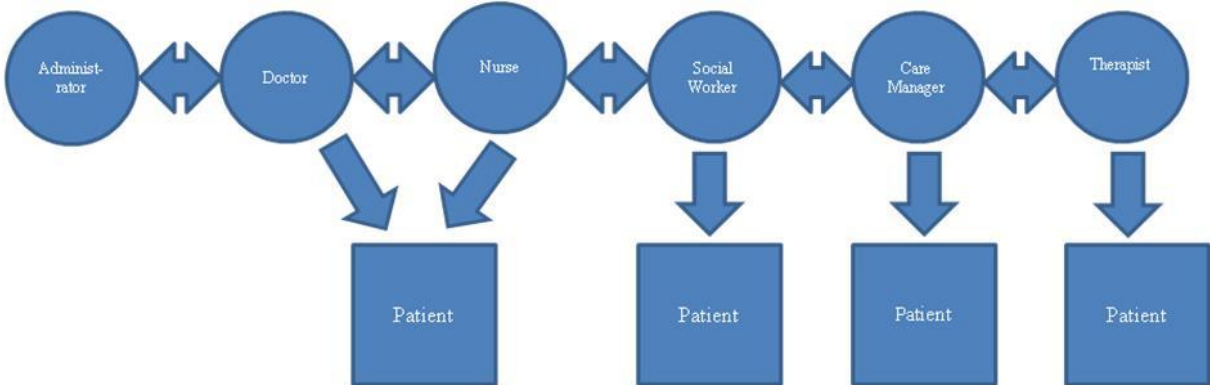 Administ-
rator
Doctor
Nurse
Social
Worker
Care
Manager
Therapist
Patient
Patient
Patient
Patient